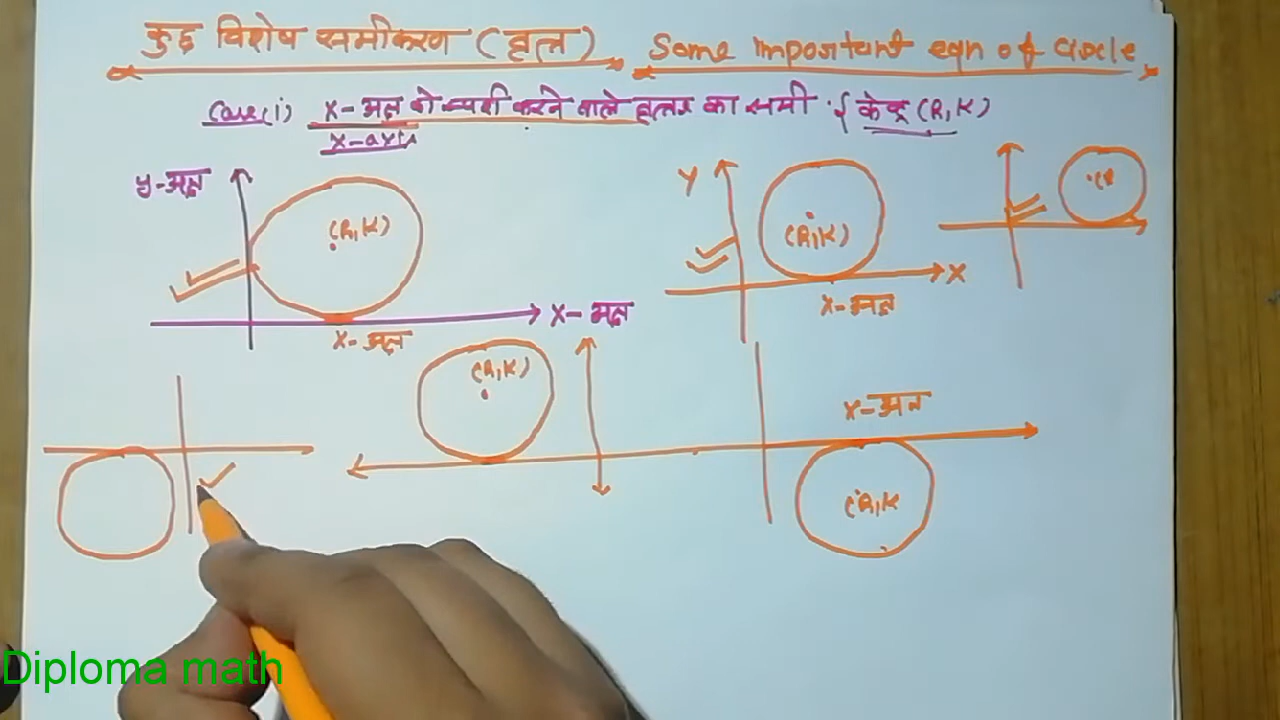 कुछ विशेष समीकरण (वृत्त) Some important eqn of circle
case(i) x-अक्ष को स्पर्श करने वाले वृत्त का समी. { केन्द्र (h,k)
x-axis
y-अक्ष
(h,k)
x-अक्ष
x-अक्ष
Y
(h,k)
X
x-अक्ष
(h
(h,k)
x-अक्ष
(h,k
Diploma math